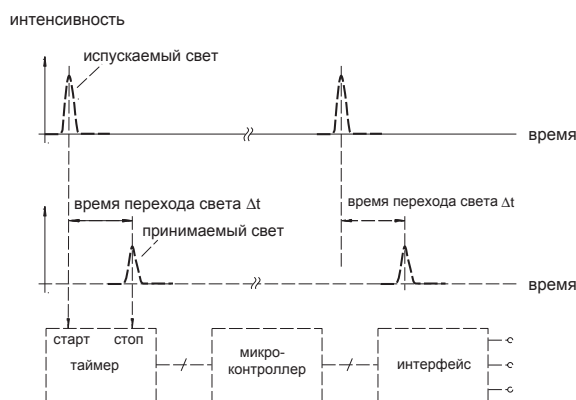 интенсивность
испускаемый свет
время
время перехода света Δt
время перехода света Δt
принимаемый свет
время
старт стоп
таймер
микро-
контроллер
интерфейс